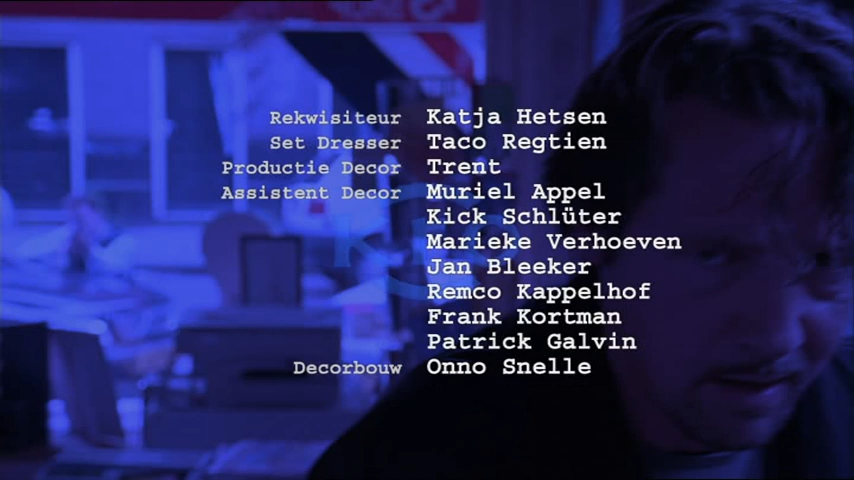 Rekwisiteur Katja Hetsen
Set Dresser Taco Regtien
Productie Decor Trent
Assistent Decor Muriel Appel
Kick Schlüter
Marieke Verhoeven
Jan Bleeker
Remco Kappelhof
Frank Kortman
Patrick Galvin
Decorbouw Onno Snelle